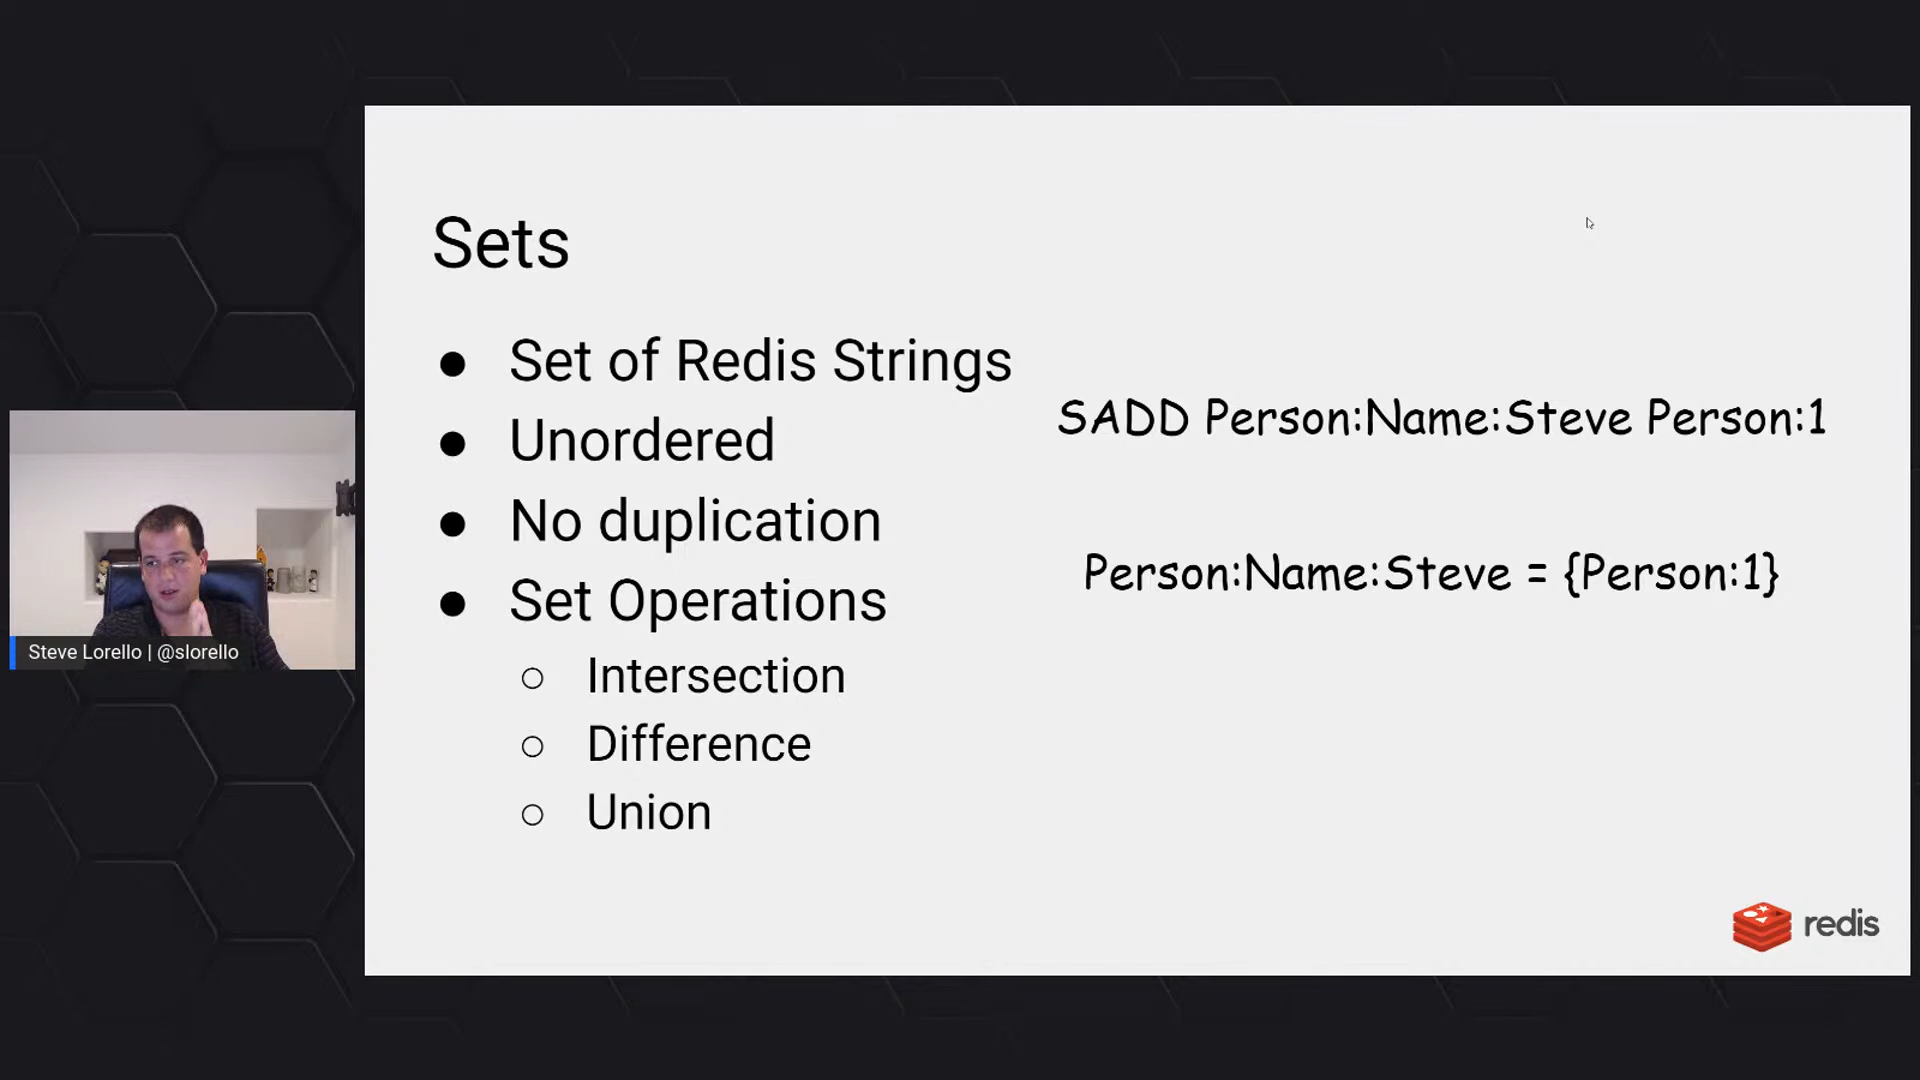 Sets
Set of Redis Strings
Unordered
No duplication
Set Operations
Intersection
Difference
Union
SADD Person:Name:Steve Person:1
Person:Name:Steve = {Person:1}
Steve Lorello | @slorello
redis